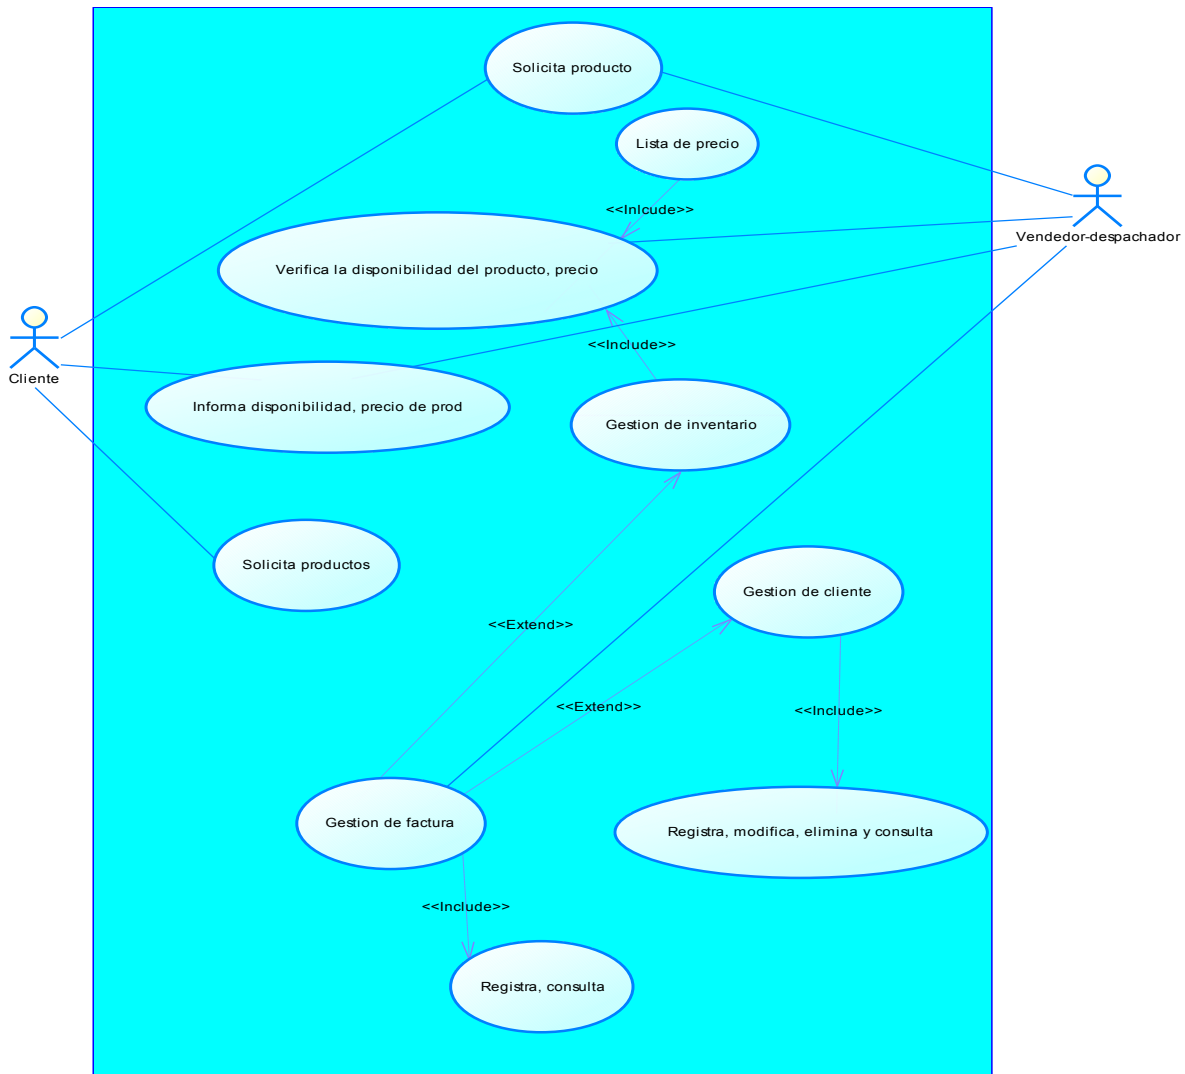 Solicita producto
Lista de precio
<<Inlcude>>
Vendedor-despachador
Verifica la disponibilidad del producto, precio
<<Include>>
Cliente
Informa disponibilidad, precio de prod
Gestion de inventario
Solicita productos
Gestion de cliente
<<Extend>>
<<Extend>>
<<Include>>
Gestion de factura
Registra, modifica, elimina y consulta
<<Include>>
Registra, consulta